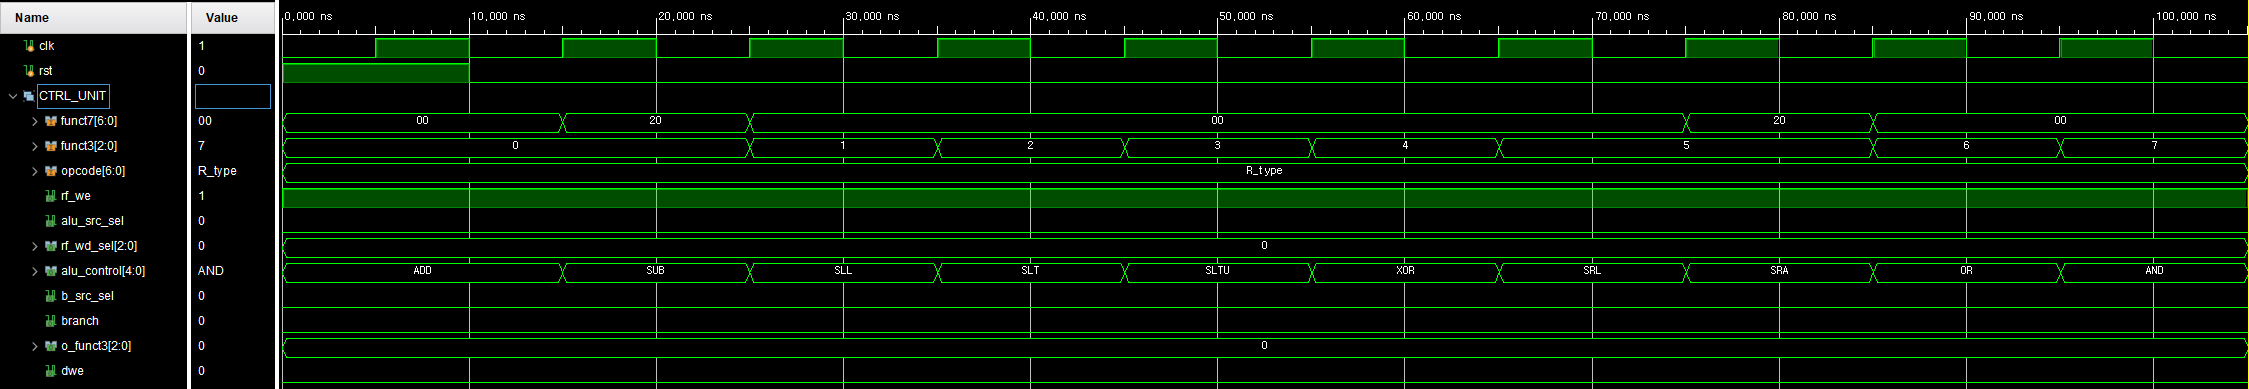 Name Value 0,000 ns 10,000 ns 20,000 ns 30,000 ns 40,000 ns 50,000 ns 60,000 ns 70,000 ns 80,000 ns 90,000 ns 100,000 ns
clk 1
rst 0
CTRL_UNIT
funct7[6:0] 00 00 20 00 20 00
funct3[2:0] 7 0 1 2 3 4 5 6 7
opcode[6:0] R_type R_type
rf_we 1
alu_src_sel 0
rf_wd_sel[2:0] 0 0
alu_control[4:0] AND ADD SUB SLL SLT SLTU XOR SRL SRA OR AND
b_src_sel 0
branch 0
o_funct3[2:0] 0 0
dwe 0